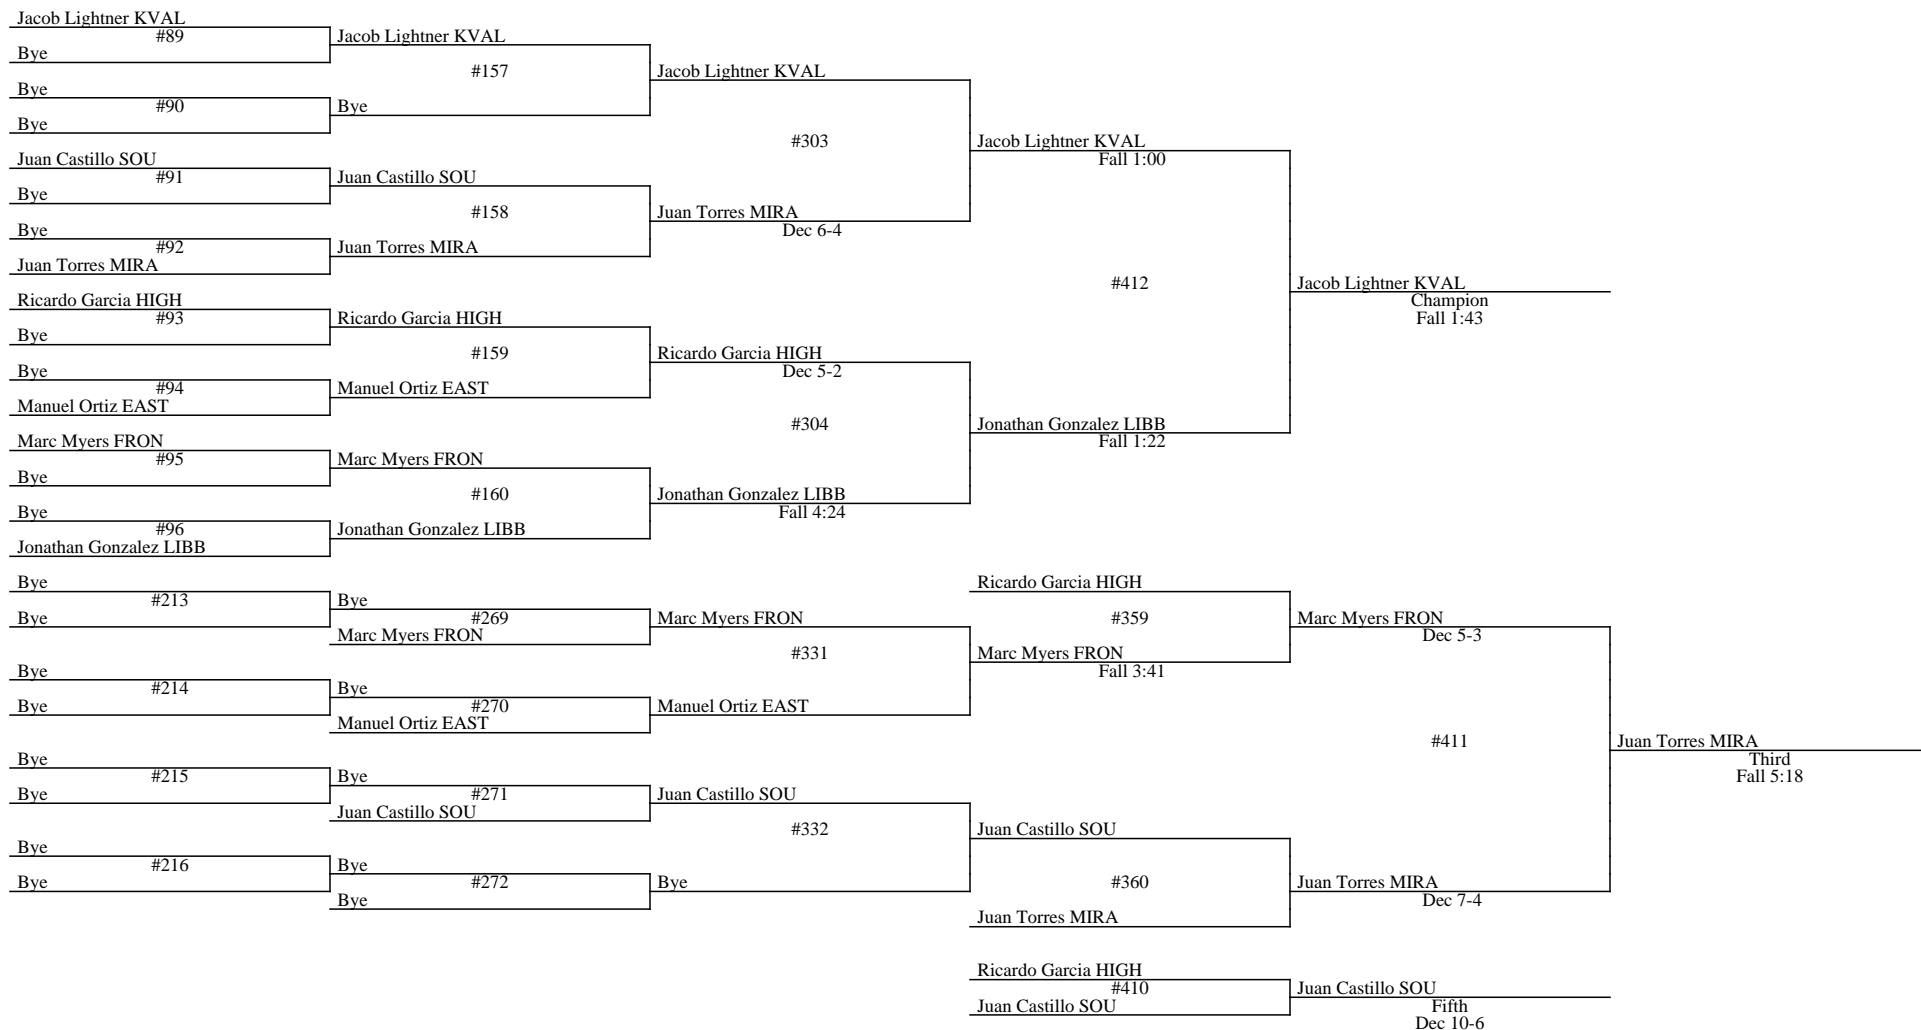 Jacob Lightner KVAL
#89
Bye
Jacob Lightner KVAL
#157
Jacob Lightner KVAL
Bye
#90
Bye
Bye
#303
Jacob Lightner KVAL
Fall 1:00
Juan Castillo SOU
#91
Bye
Juan Castillo SOU
#158
Juan Torres MIRA
Dec 6-4
Bye
#92
Juan Torres MIRA
Juan Torres MIRA
#412
Jacob Lightner KVAL
Champion
Fall 1:43
Ricardo Garcia HIGH
#93
Bye
Ricardo Garcia HIGH
#159
Ricardo Garcia HIGH
Dec 5-2
Bye
#94
Manuel Ortiz EAST
Manuel Ortiz EAST
#304
Jonathan Gonzalez LIBB
Fall 1:22
Marc Myers FRON
#95
Bye
Marc Myers FRON
#160
Jonathan Gonzalez LIBB
Fall 4:24
Bye
#96
Jonathan Gonzalez LIBB
Jonathan Gonzalez LIBB
Bye
#213
Bye
Bye
#269
Marc Myers FRON
Marc Myers FRON
#331
Ricardo Garcia HIGH
#359
Marc Myers FRON
Fall 3:41
Marc Myers FRON
Dec 5-3
Bye
#214
Bye
Bye
#270
Manuel Ortiz EAST
Manuel Ortiz EAST
#411
Juan Torres MIRA
Third
Fall 5:18
Bye
#215
Bye
Bye
#271
Juan Castillo SOU
Juan Castillo SOU
#332
Juan Castillo SOU
#360
Juan Torres MIRA
Juan Torres MIRA
Dec 7-4
Bye
#216
Bye
Bye
#272
Bye
Bye
Ricardo Garcia HIGH
#410
Juan Castillo SOU
Juan Castillo SOU
Fifth
Dec 10-6